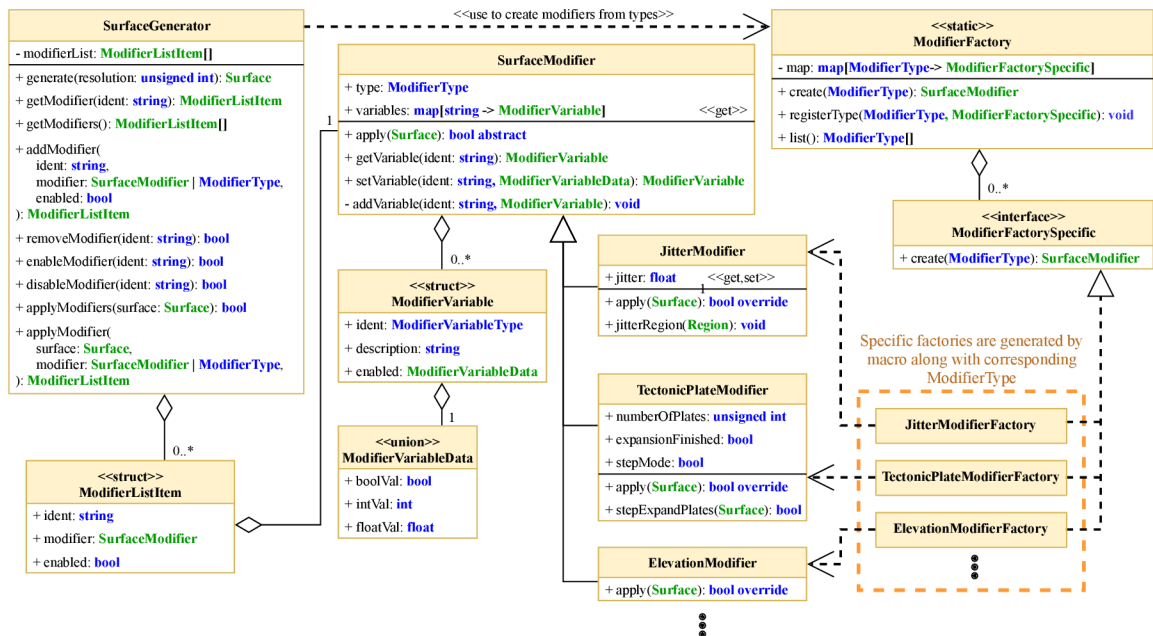 SurfaceGenerator
- modifierList: ModifierListItem[]
+ generate(resolution: unsigned int): Surface
+ getModifier(ident: string): ModifierListItem
+ getModifiers(): ModifierListItem[]
+ addModifier(
ident: string,
modifier: SurfaceModifier | ModifierType,
enabled: bool
): ModifierListItem
+ removeModifier(ident: string): bool
+ enableModifier(ident: string): bool
+ disableModifier(ident: string): bool
+ applyModifiers(surface: Surface): bool
+ applyModifier(
surface: Surface,
modifier: SurfaceModifier | ModifierType,
): ModifierListItem
0..*
<<struct>>
ModifierListItem
+ ident: string
+ modifier: SurfaceModifier
+ enabled: bool
<<use to create modifiers from types>>
1
SurfaceModifier
+ type: ModifierType
+ variables: map[string -> ModifierVariable]
<<get>>
+ apply(Surface): bool abstract
+ getVariable(ident: string): ModifierVariable
+ setVariable(ident: string, ModifierVariableData): ModifierVariable
- addVariable(ident: string, ModifierVariable): void
0..*
<<struct>>
ModifierVariable
+ ident: ModifierVariableType
+ description: string
+ enabled: ModifierVariableData
1
<<union>>
ModifierVariableData
+ boolVal: bool
+ intVal: int
+ floatVal: float
JitterModifier
+ jitter: float
<<get,set>>
1
+ apply(Surface): bool override
+ jitterRegion(Region): void
TectonicPlateModifier
+ numberOfPlates: unsigned int
+ expansionFinished: bool
+ stepMode: bool
+ apply(Surface): bool override
+ stepExpandPlates(Surface): bool
ElevationModifier
+ apply(Surface): bool override
<<static>>
ModifierFactory
- map: map[ModifierType-> ModifierFactorySpecific]
+ create(ModifierType): SurfaceModifier
+ registerType(ModifierType, ModifierFactorySpecific): void
+ list(): ModifierType[]
0..*
<<interface>>
ModifierFactorySpecific
+ create(ModifierType): SurfaceModifier
Specific factories are generated by
macro along with corresponding
ModifierType
JitterModifierFactory
TectonicPlateModifierFactory
ElevationModifierFactory